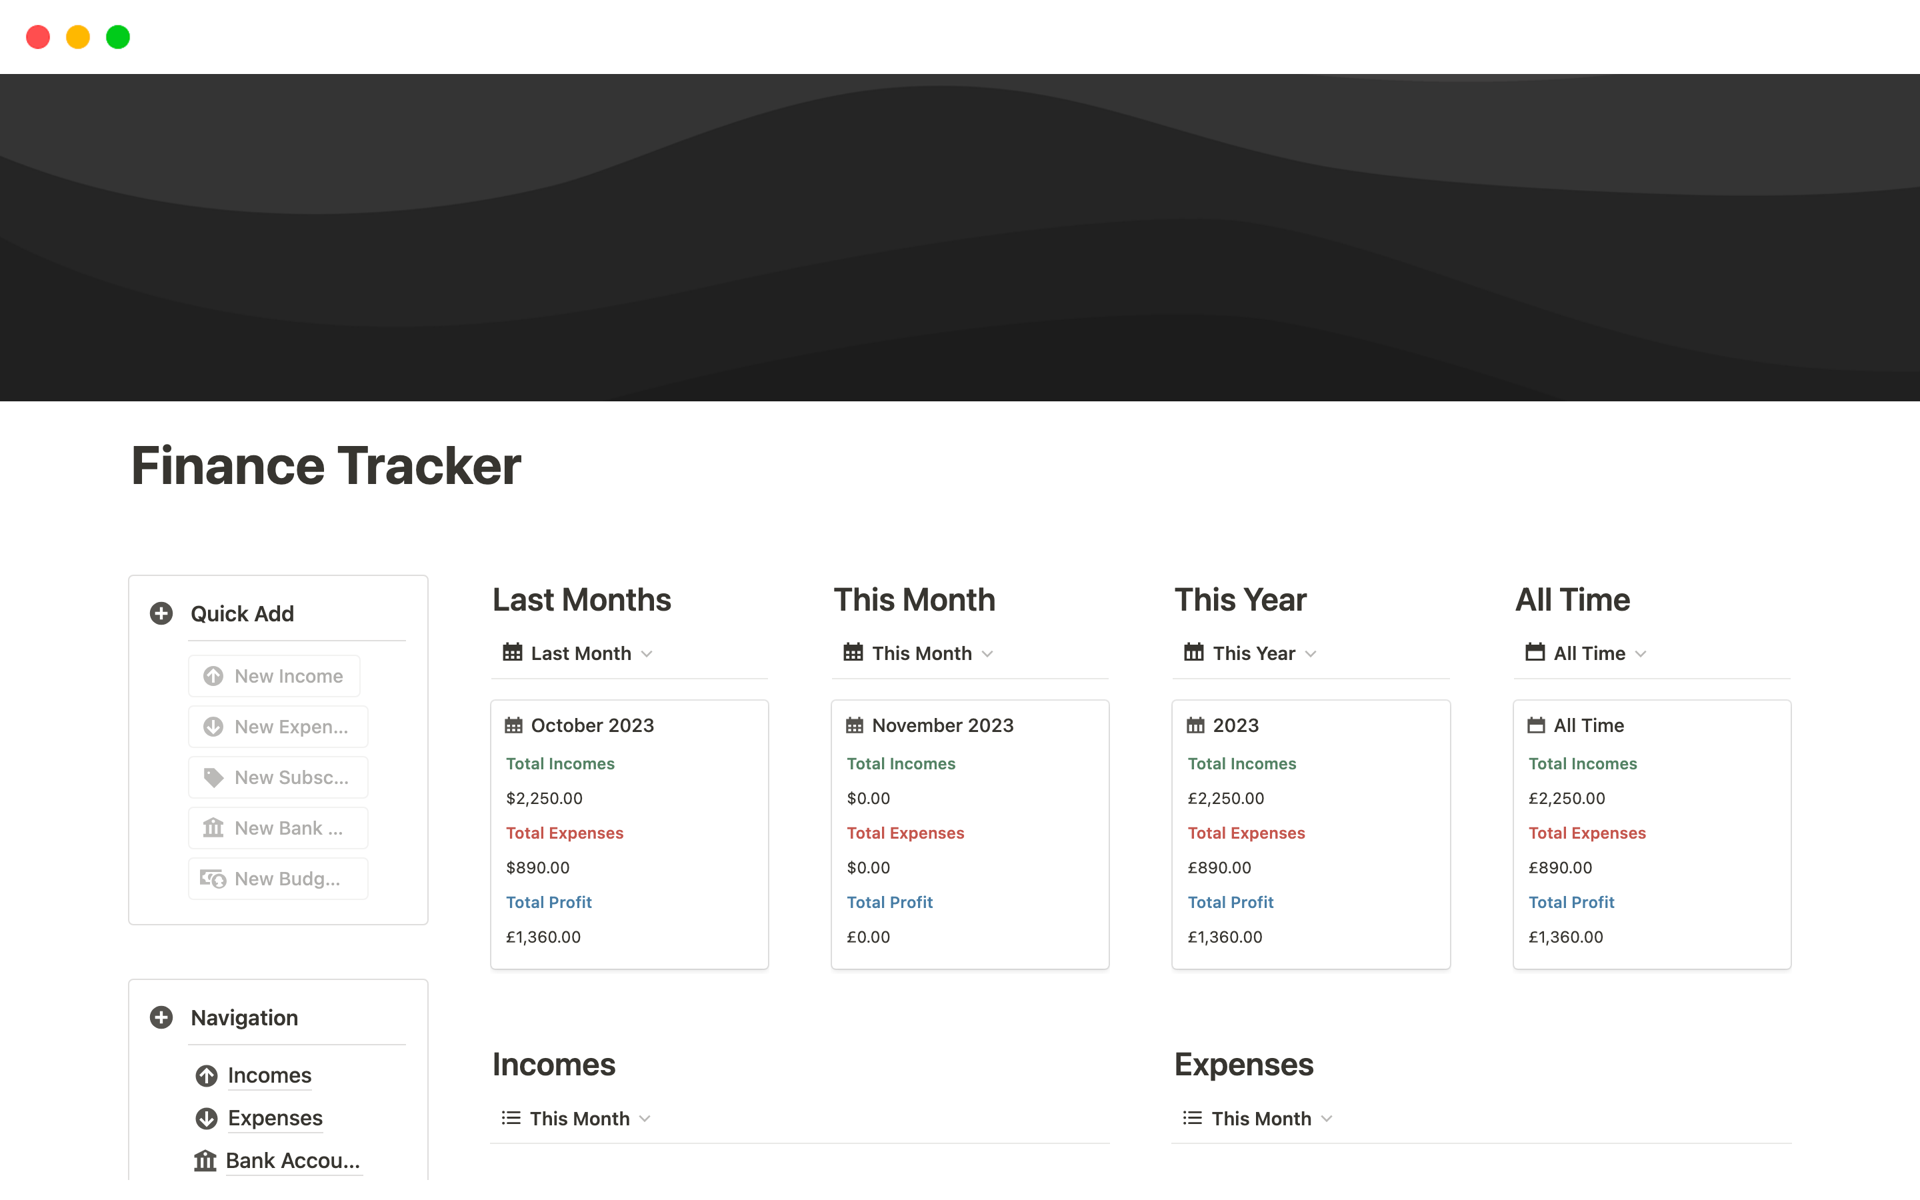 Finance Tracker
Quick Add
New Income
New Expen...
New Subsc...
New Bank ...
New Budg...
Navigation
Incomes
Expenses
Bank Accou...
Last Months
Last Month
October 2023
Total Incomes
$2,250.00
Total Expenses
$890.00
Total Profit
£1,360.00
This Month
This Month
November 2023
Total Incomes
$0.00
Total Expenses
$0.00
Total Profit
£0.00
This Year
This Year
2023
Total Incomes
£2,250.00
Total Expenses
£890.00
Total Profit
£1,360.00
All Time
All Time
All Time
Total Incomes
£2,250.00
Total Expenses
£890.00
Total Profit
£1,360.00
Incomes
This Month
Expenses
This Month